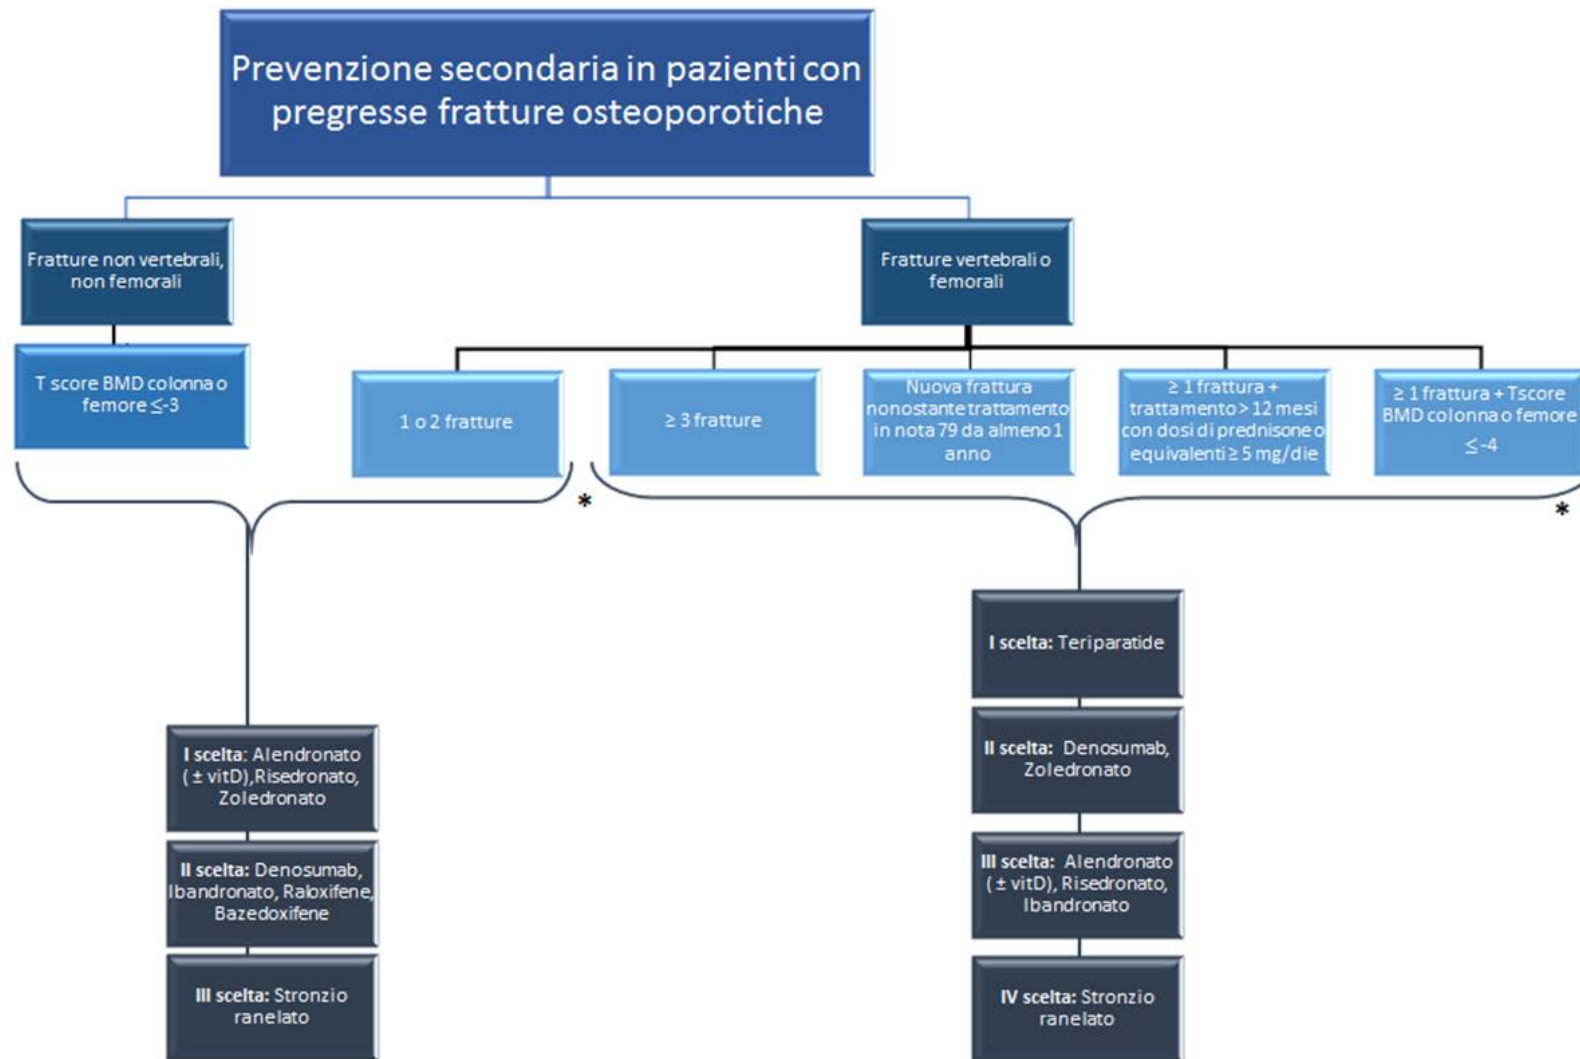 Prevenzione secondaria in pazienti con
pregresse fratture osteoporotiche
Fratture non vertebrali,
non femorali
Fratture vertebrali o
femorali
T score BMD colonna o
femore ≤-3
1 o 2 fratture
≥ 3 fratture
Nuova frattura
nonostante trattamento
in nota 79 da almeno 1
anno
≥ 1 frattura +
trattamento > 12 mesi
con dosi di prednisone o
equivalenti ≥ 5 mg/die
≥ 1 frattura + Tscore
BMD colonna o femore
≤ -4
*
*
I scelta: Teriparatide
II scelta: Denosumab,
Zoledronato
III scelta: Alendronato
( ± vitD), Risedronato,
Ibandronato
IV scelta: Stronzio
ranelato
I scelta: Alendronato
( ± vitD),Risedronato,
Zoledronato
II scelta: Denosumab,
Ibandronato, Raloxifene,
Bazedoxifene
III scelta: Stronzio
ranelato